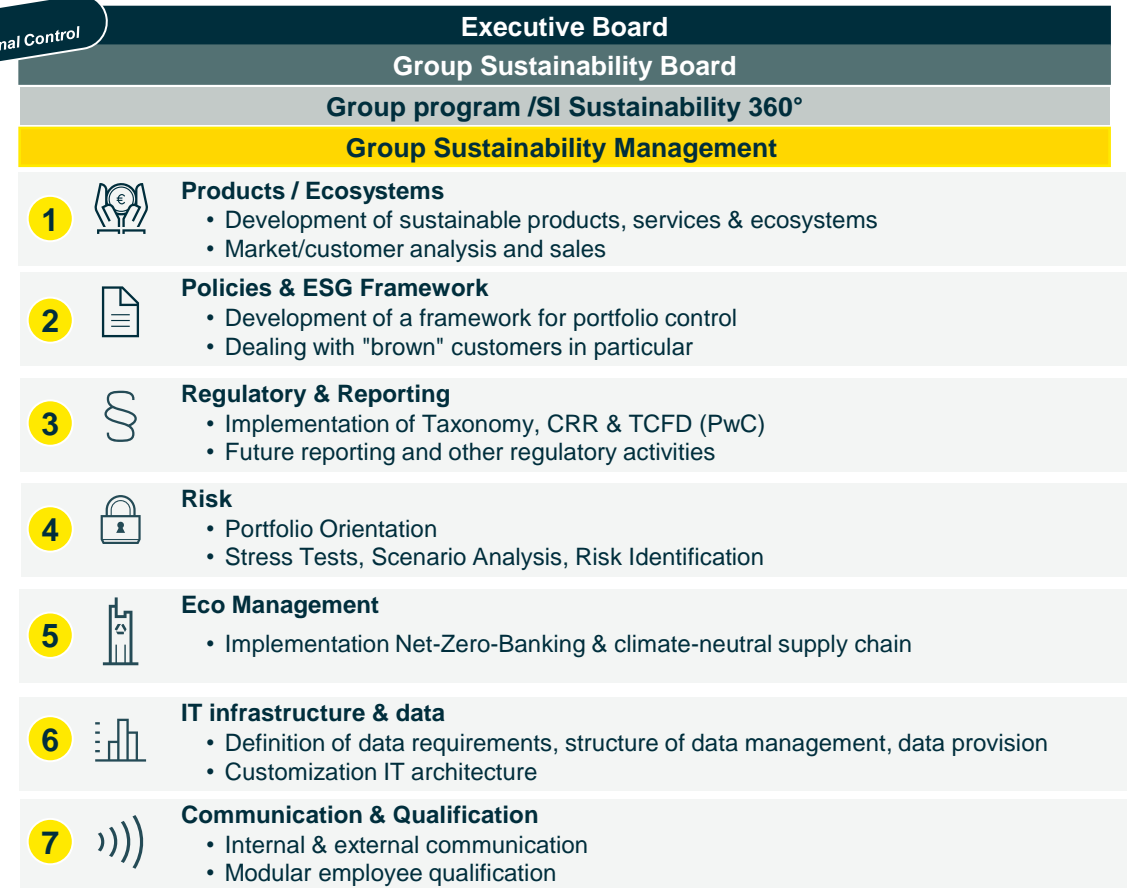 nal Control
Executive Board
Group Sustainability Board
Group program /SI Sustainability 360°
Group Sustainability Management
1
€
Products / Ecosystems
• Development of sustainable products, services & ecosystems
• Market/customer analysis and sales
2
Policies & ESG Framework
• Development of a framework for portfolio control
• Dealing with "brown" customers in particular
3
§
Regulatory & Reporting
• Implementation of Taxonomy, CRR & TCFD (PwC)
• Future reporting and other regulatory activities
4
Risk
• Portfolio Orientation
• Stress Tests, Scenario Analysis, Risk Identification
5
Eco Management
• Implementation Net-Zero-Banking & climate-neutral supply chain
6
IT infrastructure & data
• Definition of data requirements, structure of data management, data provision
• Customization IT architecture
7
Communication & Qualification
• Internal & external communication
• Modular employee qualification